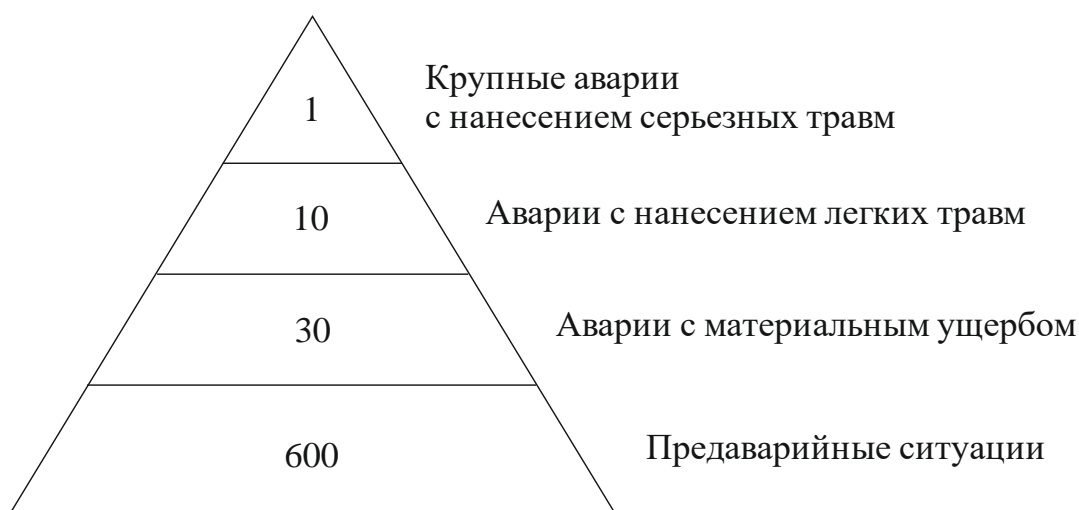 1
Крупные аварии
с нанесением серьезных травм
10
Аварии с нанесением легких травм
30
Аварии с материальным ущербом
600
Предаварийные ситуации